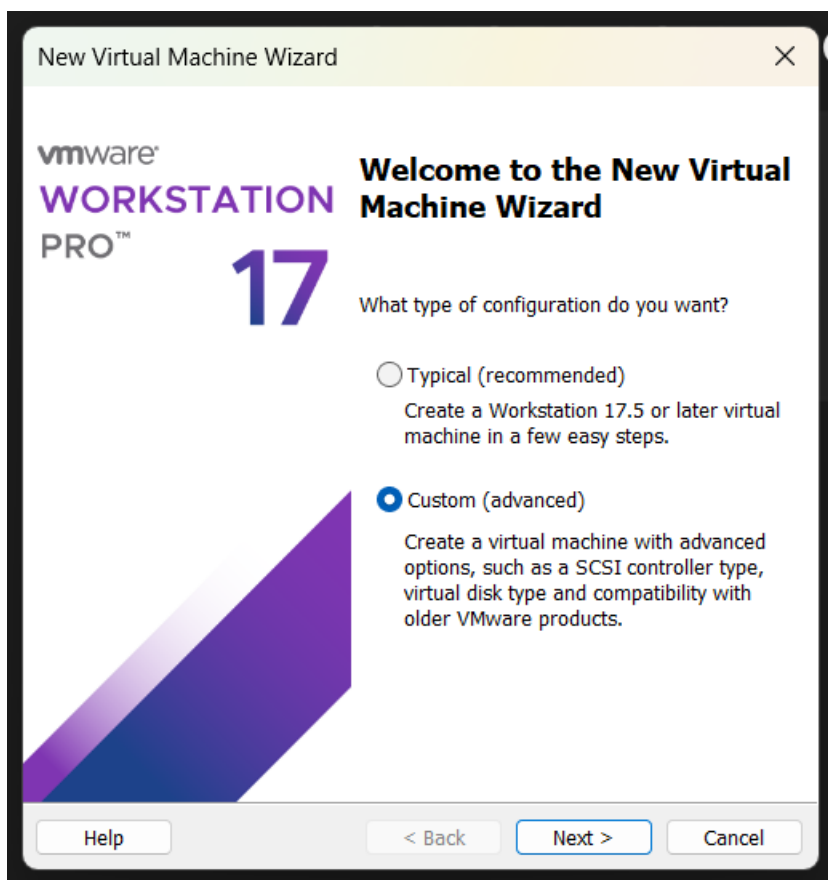 New Virtual Machine Wizard
vmware®
WORKSTATION
PRO™
17
Welcome to the New Virtual
Machine Wizard
What type of configuration do you want?
Typical (recommended)
Create a Workstation 17.5 or later virtual
machine in a few easy steps.
Custom (advanced)
Create a virtual machine with advanced
options, such as a SCSI controller type,
virtual disk type and compatibility with
older VMware products.
Help
< Back
Next >
Cancel